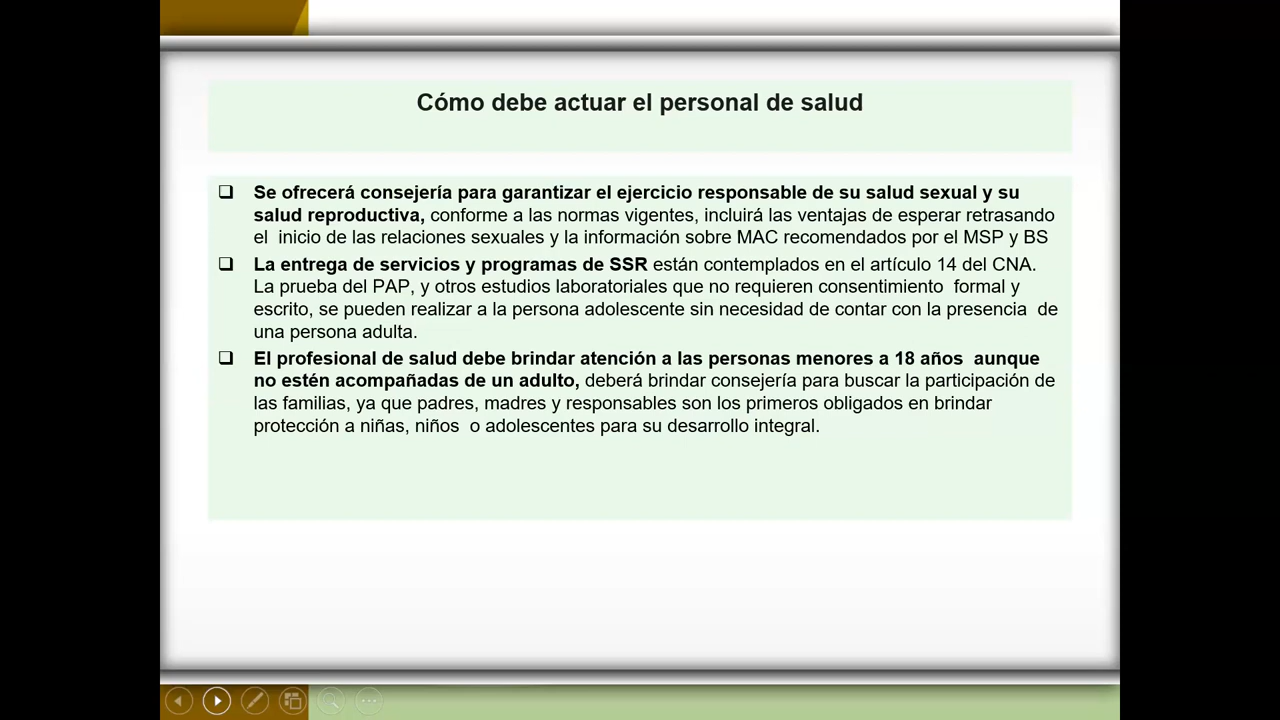 Cómo debe actuar el personal de salud
❑ Se ofrecerá consejería para garantizar el ejercicio responsable de su salud sexual y su
salud reproductiva, conforme a las normas vigentes, incluirá las ventajas de esperar retrasando
el  inicio de las relaciones sexuales y la información sobre MAC recomendados por el MSP y BS
❑ La entrega de servicios y programas de SSR están contemplados en el artículo 14 del CNA.
La prueba del PAP, y otros estudios laboratoriales que no requieren consentimiento  formal y
escrito, se pueden realizar a la persona adolescente sin necesidad de contar con la presencia  de
una persona adulta.
❑ El profesional de salud debe brindar atención a las personas menores a 18 años  aunque
no estén acompañadas de un adulto, deberá brindar consejería para buscar la participación de
las familias, ya que padres, madres y responsables son los primeros obligados en brindar
protección a niñas, niños  o adolescentes para su desarrollo integral.